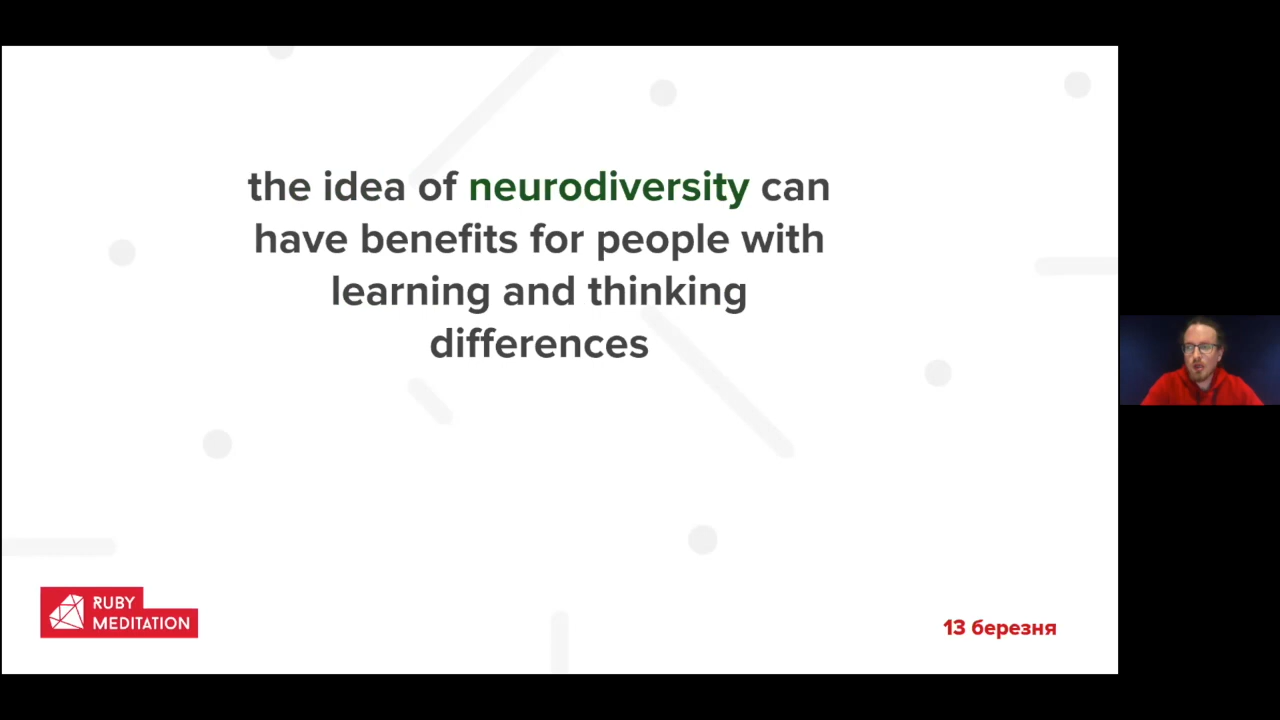 the idea of neurodiversity can
have benefits for people with
learning and thinking
differences
RUBY
MEDITATION
13 березня